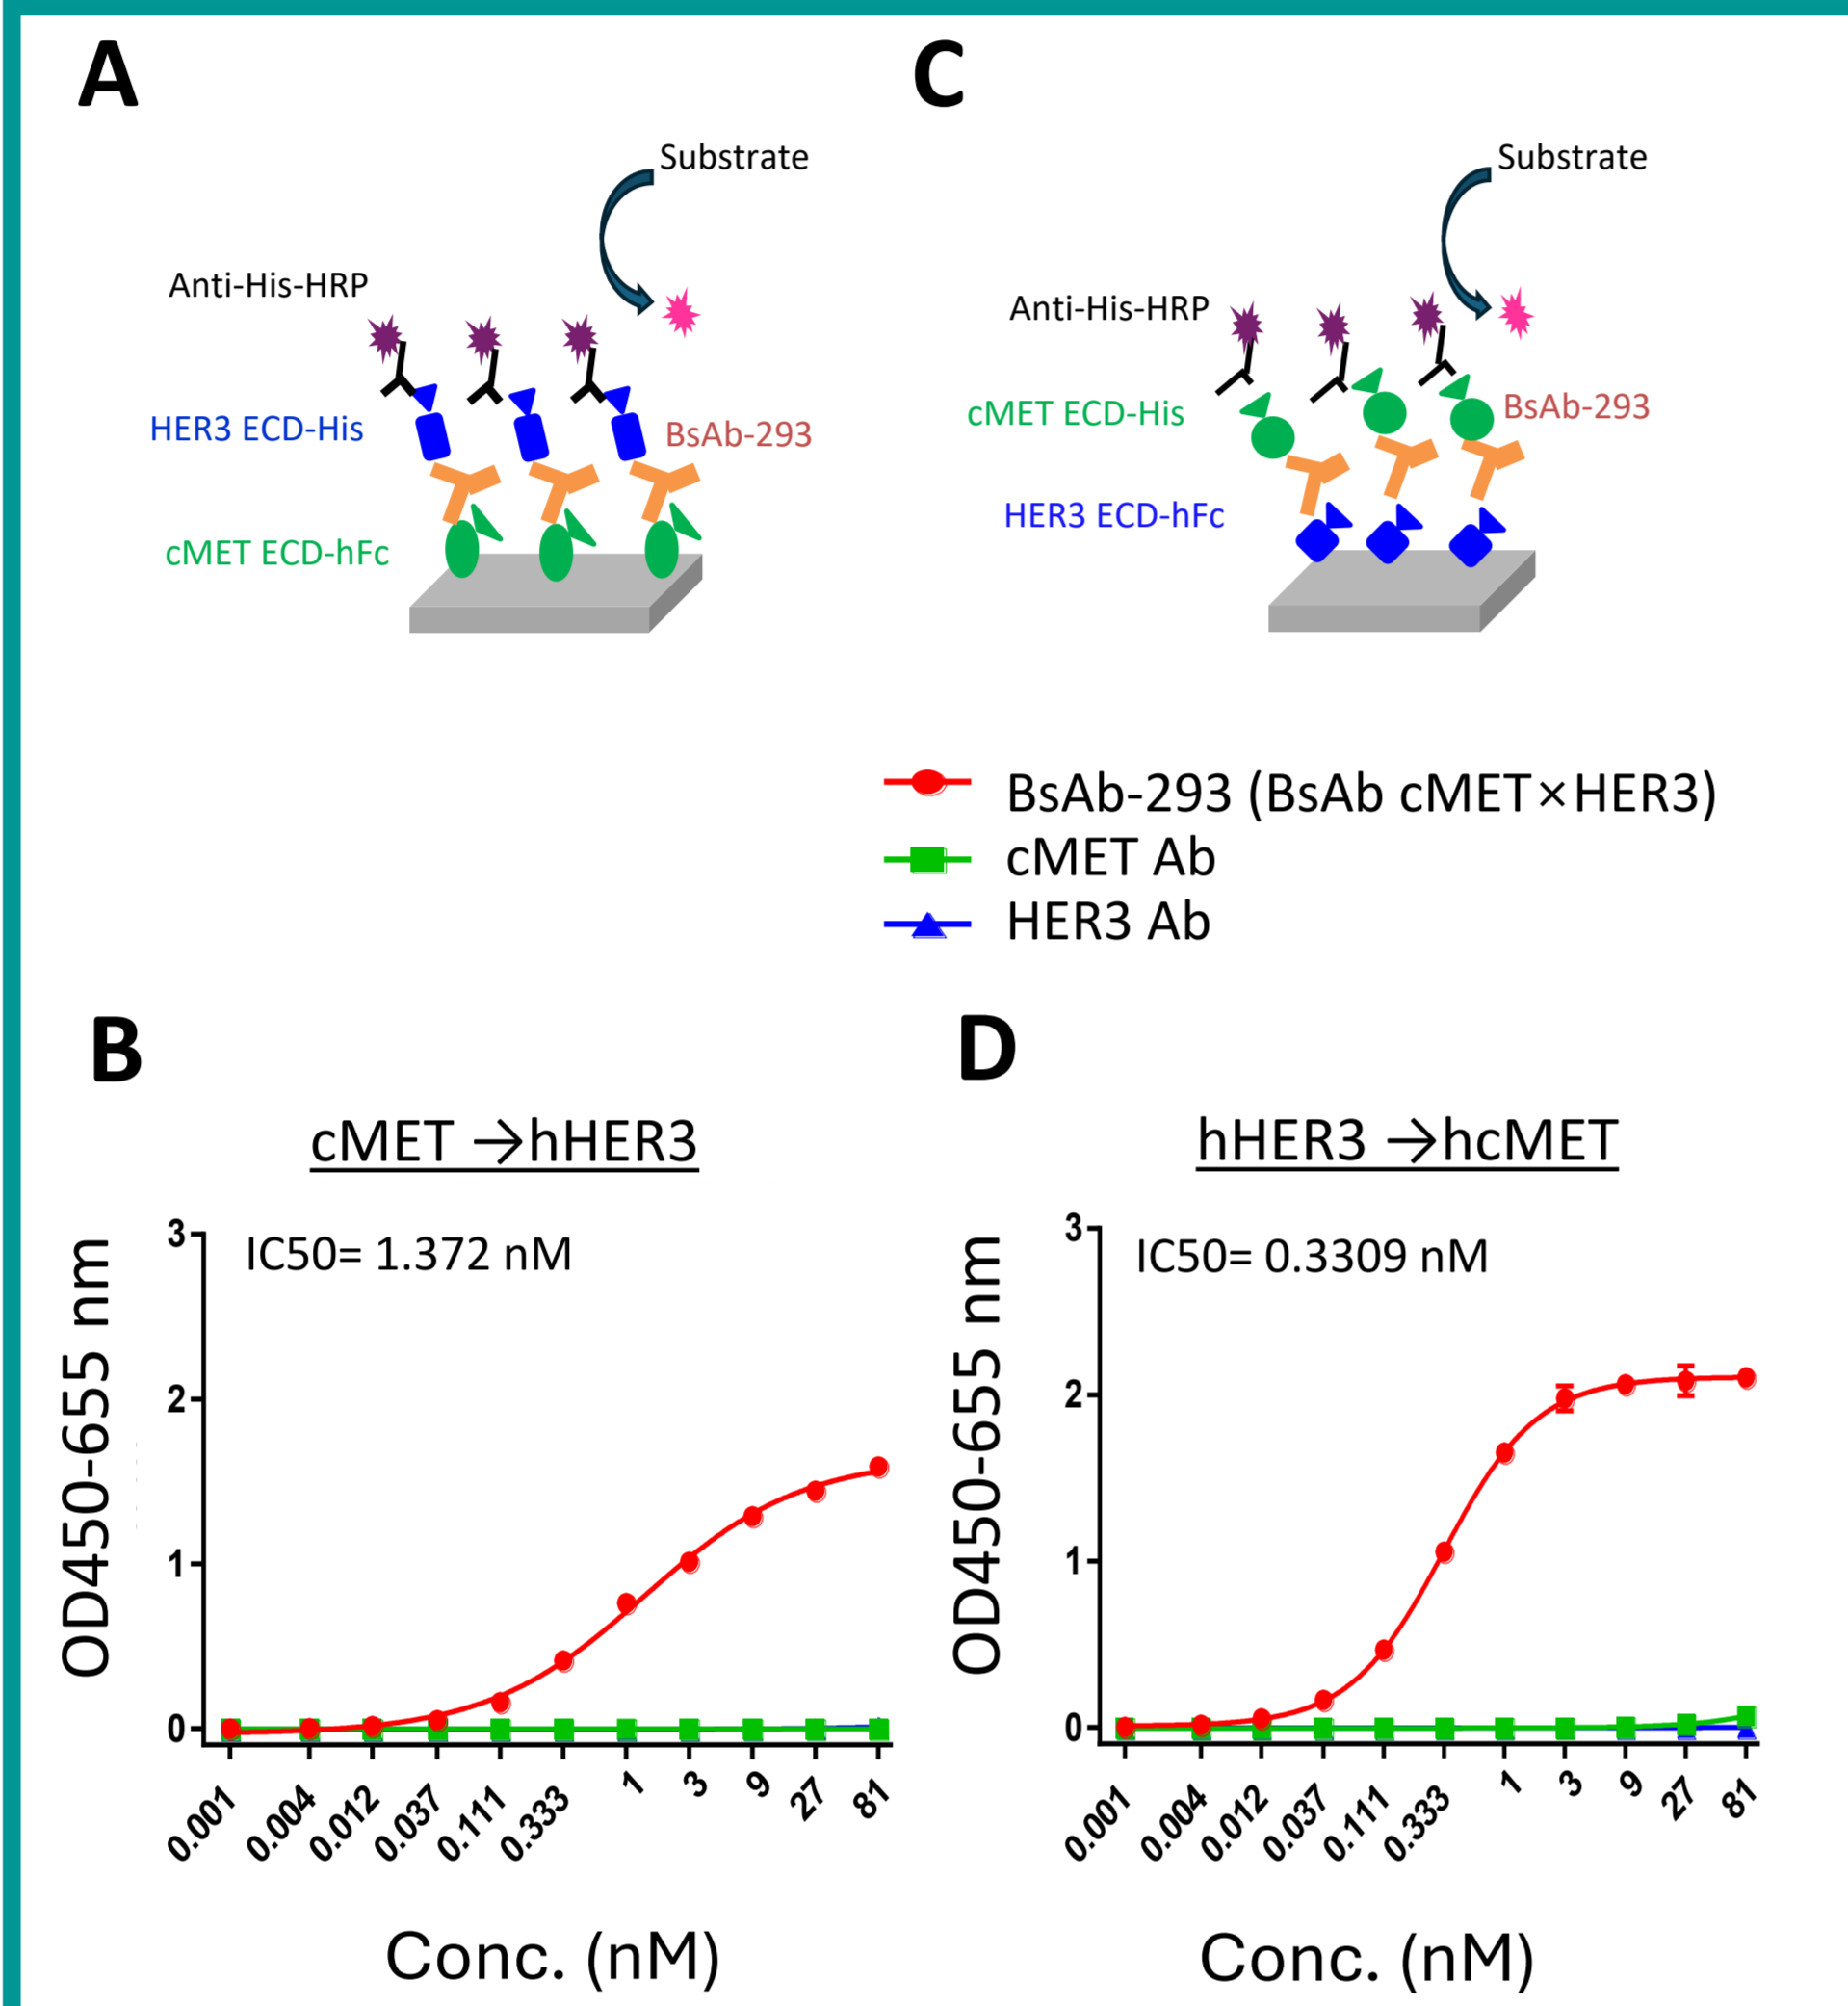 A
Substrate
Anti-His-HRP
HER3 ECD-His
BsAb-293
cMET ECD-hFc
C
Substrate
Anti-His-HRP
cMET ECD-His
BsAb-293
HER3 ECD-hFc
BsAb-293 (BsAb cMET×HER3)
cMET Ab
HER3 Ab
B
cMET →hHER3
IC50= 1.372 nM
OD450-655 nm
3
2
1
0
0.001 0.004 0.012 0.037 0.111 0.333 1 3 9 27 81
Conc. (nM)
D
hHER3 →hcMET
IC50= 0.3309 nM
OD450-655 nm
3
2
1
0
0.001 0.004 0.012 0.037 0.111 0.333 1 3 9 27 81
Conc. (nM)